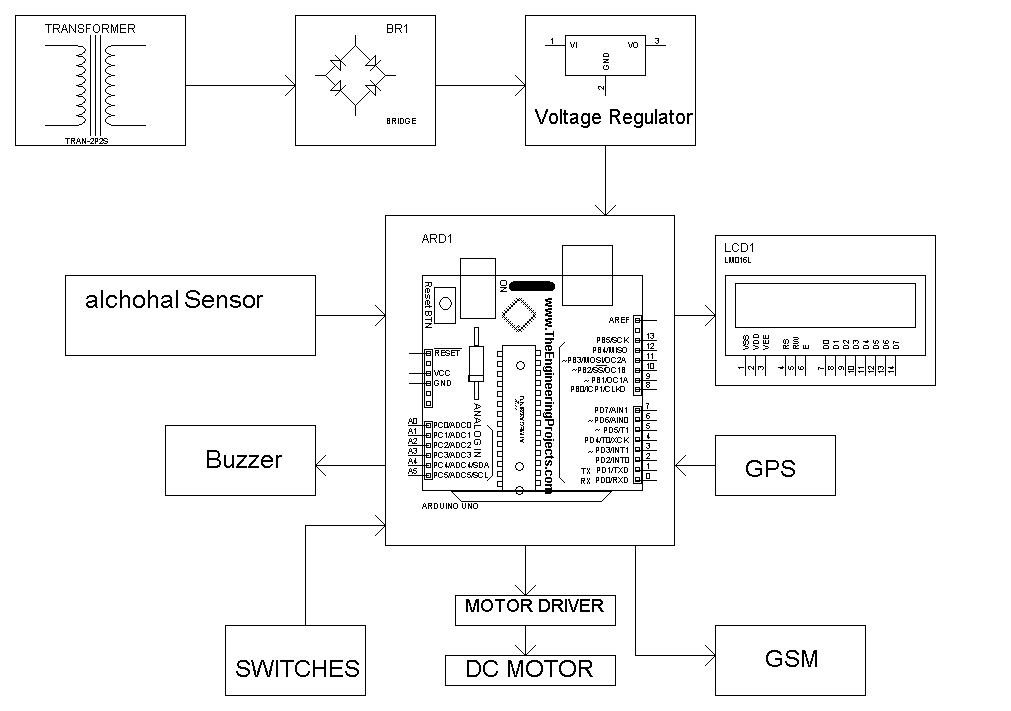 TRANSFORMER
TRAN-2P2S
BR1
BRIDGE
1
VI
VO
3
GND
2
Voltage Regulator
ARD1
ON
Reset BTN
www.TheEngineeringProjects.com
RESET
VCC
GND
ANALOG IN
A0 PC0/ADC0
A1 PC1/ADC1
A2 PC2/ADC2
A3 PC3/ADC3
A4 PC4/ADC4/SDA
A5 PC5/ADC5/SCL
AREF
PB5/SCK 13
PB4/MISO 12
~PB3/MOSI/OC2A 11
~PB2/SS/OC1B 10
~PB1/OC1A 9
PB0/ICP1/CLKO 8
PD7/AIN1 7
~PD6/AIN0 6
~PD5/T1 5
PD4/T0/XCK 4
~PD3/INT1 3
PD2/INT0 2
TX PD1/TXD 1
RX PD0/RXD 0
ARDUINO UNO
LCD1
LM016L
VSS VDD VEE RS RW E D0 D1 D2 D3 D4 D5 D6 D7
1 2 3 4 5 6 7 8 9 10 11 12 13 14
alchohal Sensor
Buzzer
GPS
MOTOR DRIVER
SWITCHES
DC MOTOR
GSM